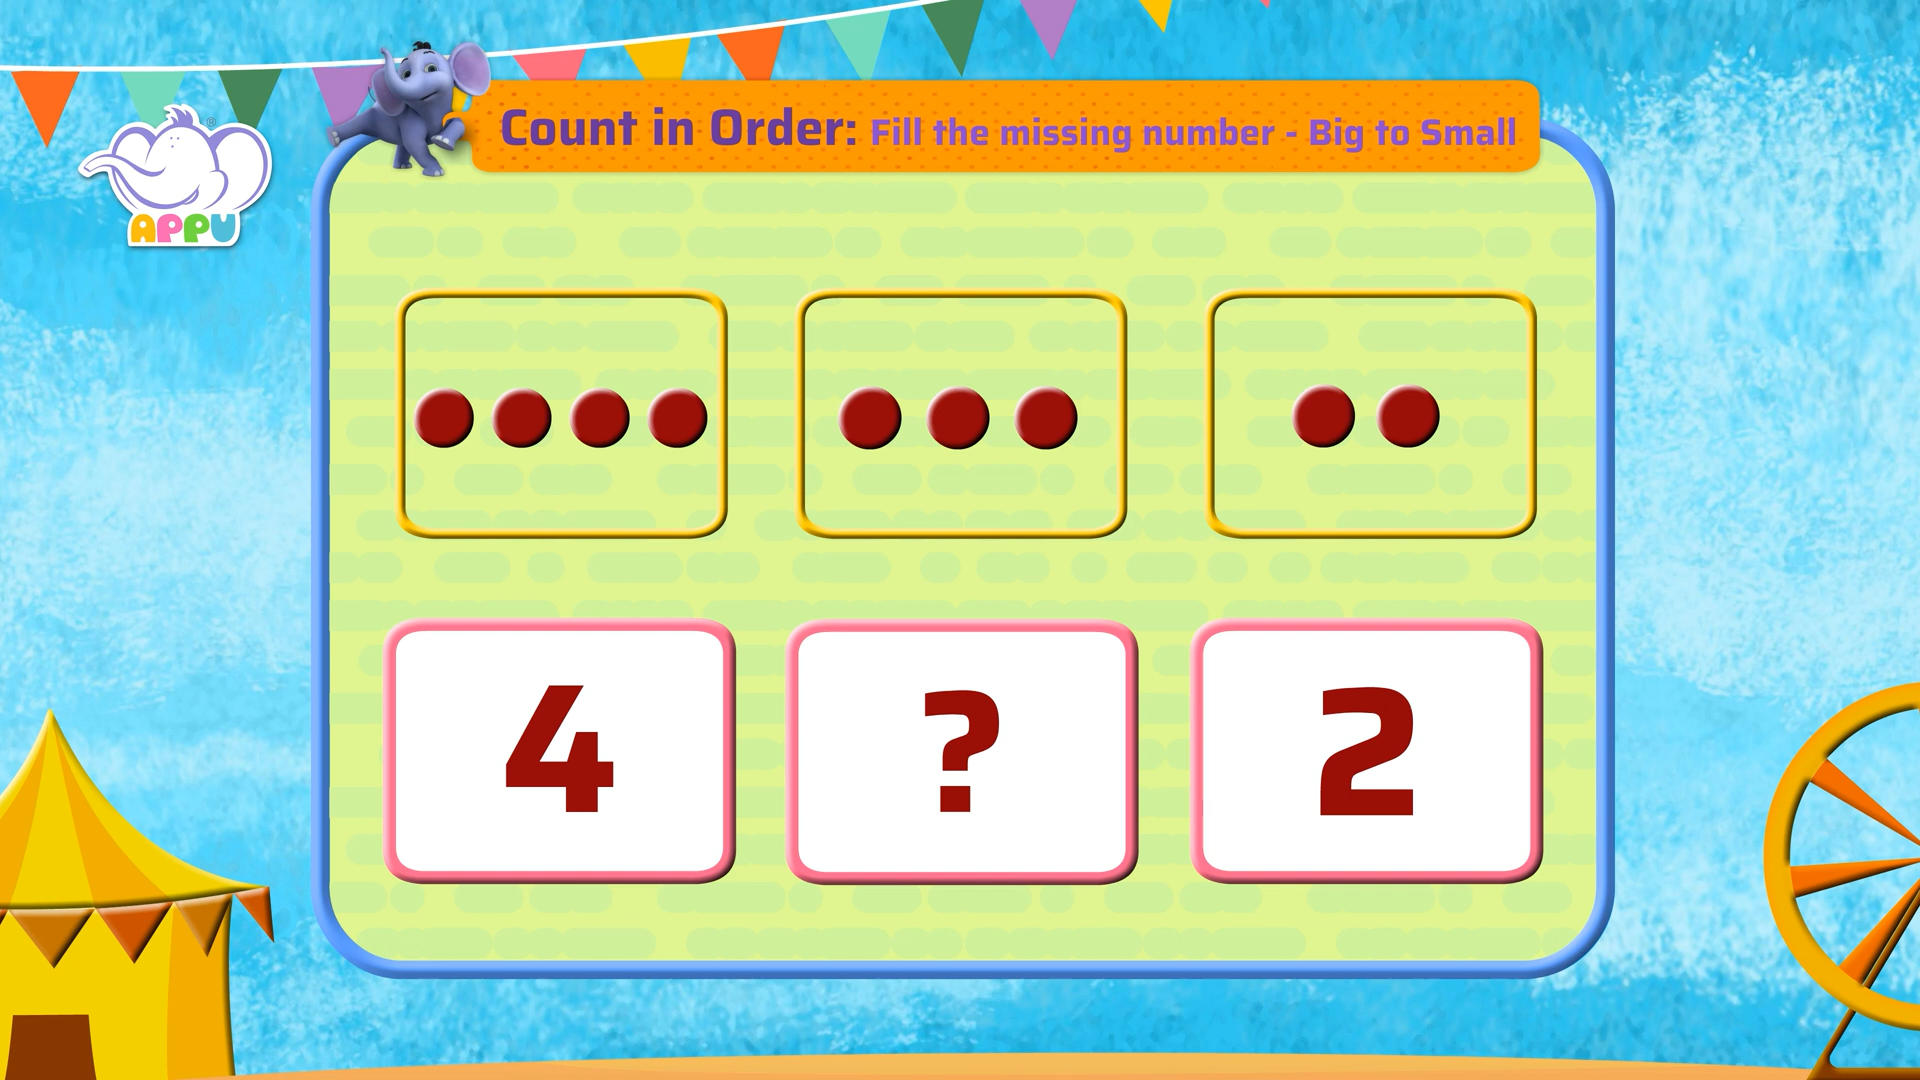 Count in Order: Fill the missing number - Big to Small
®
APPU
4 ? 2